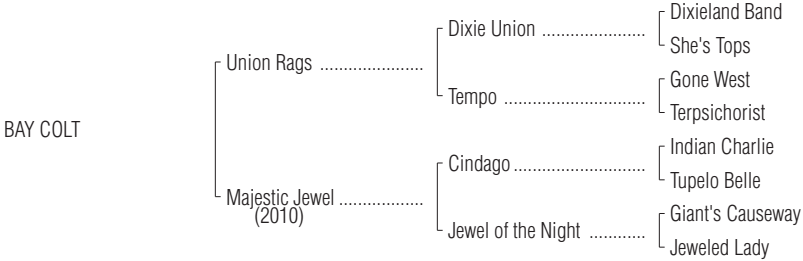 Dixieland Band
Dixie Union ......................
She's Tops
Union Rags ......................
Gone West
Tempo ..............................
Terpsichorist
BAY COLT
Indian Charlie
Cindago ............................
Tupelo Belle
Majestic Jewel ..................
(2010)
Giant's Causeway
Jewel of the Night ............
Jeweled Lady